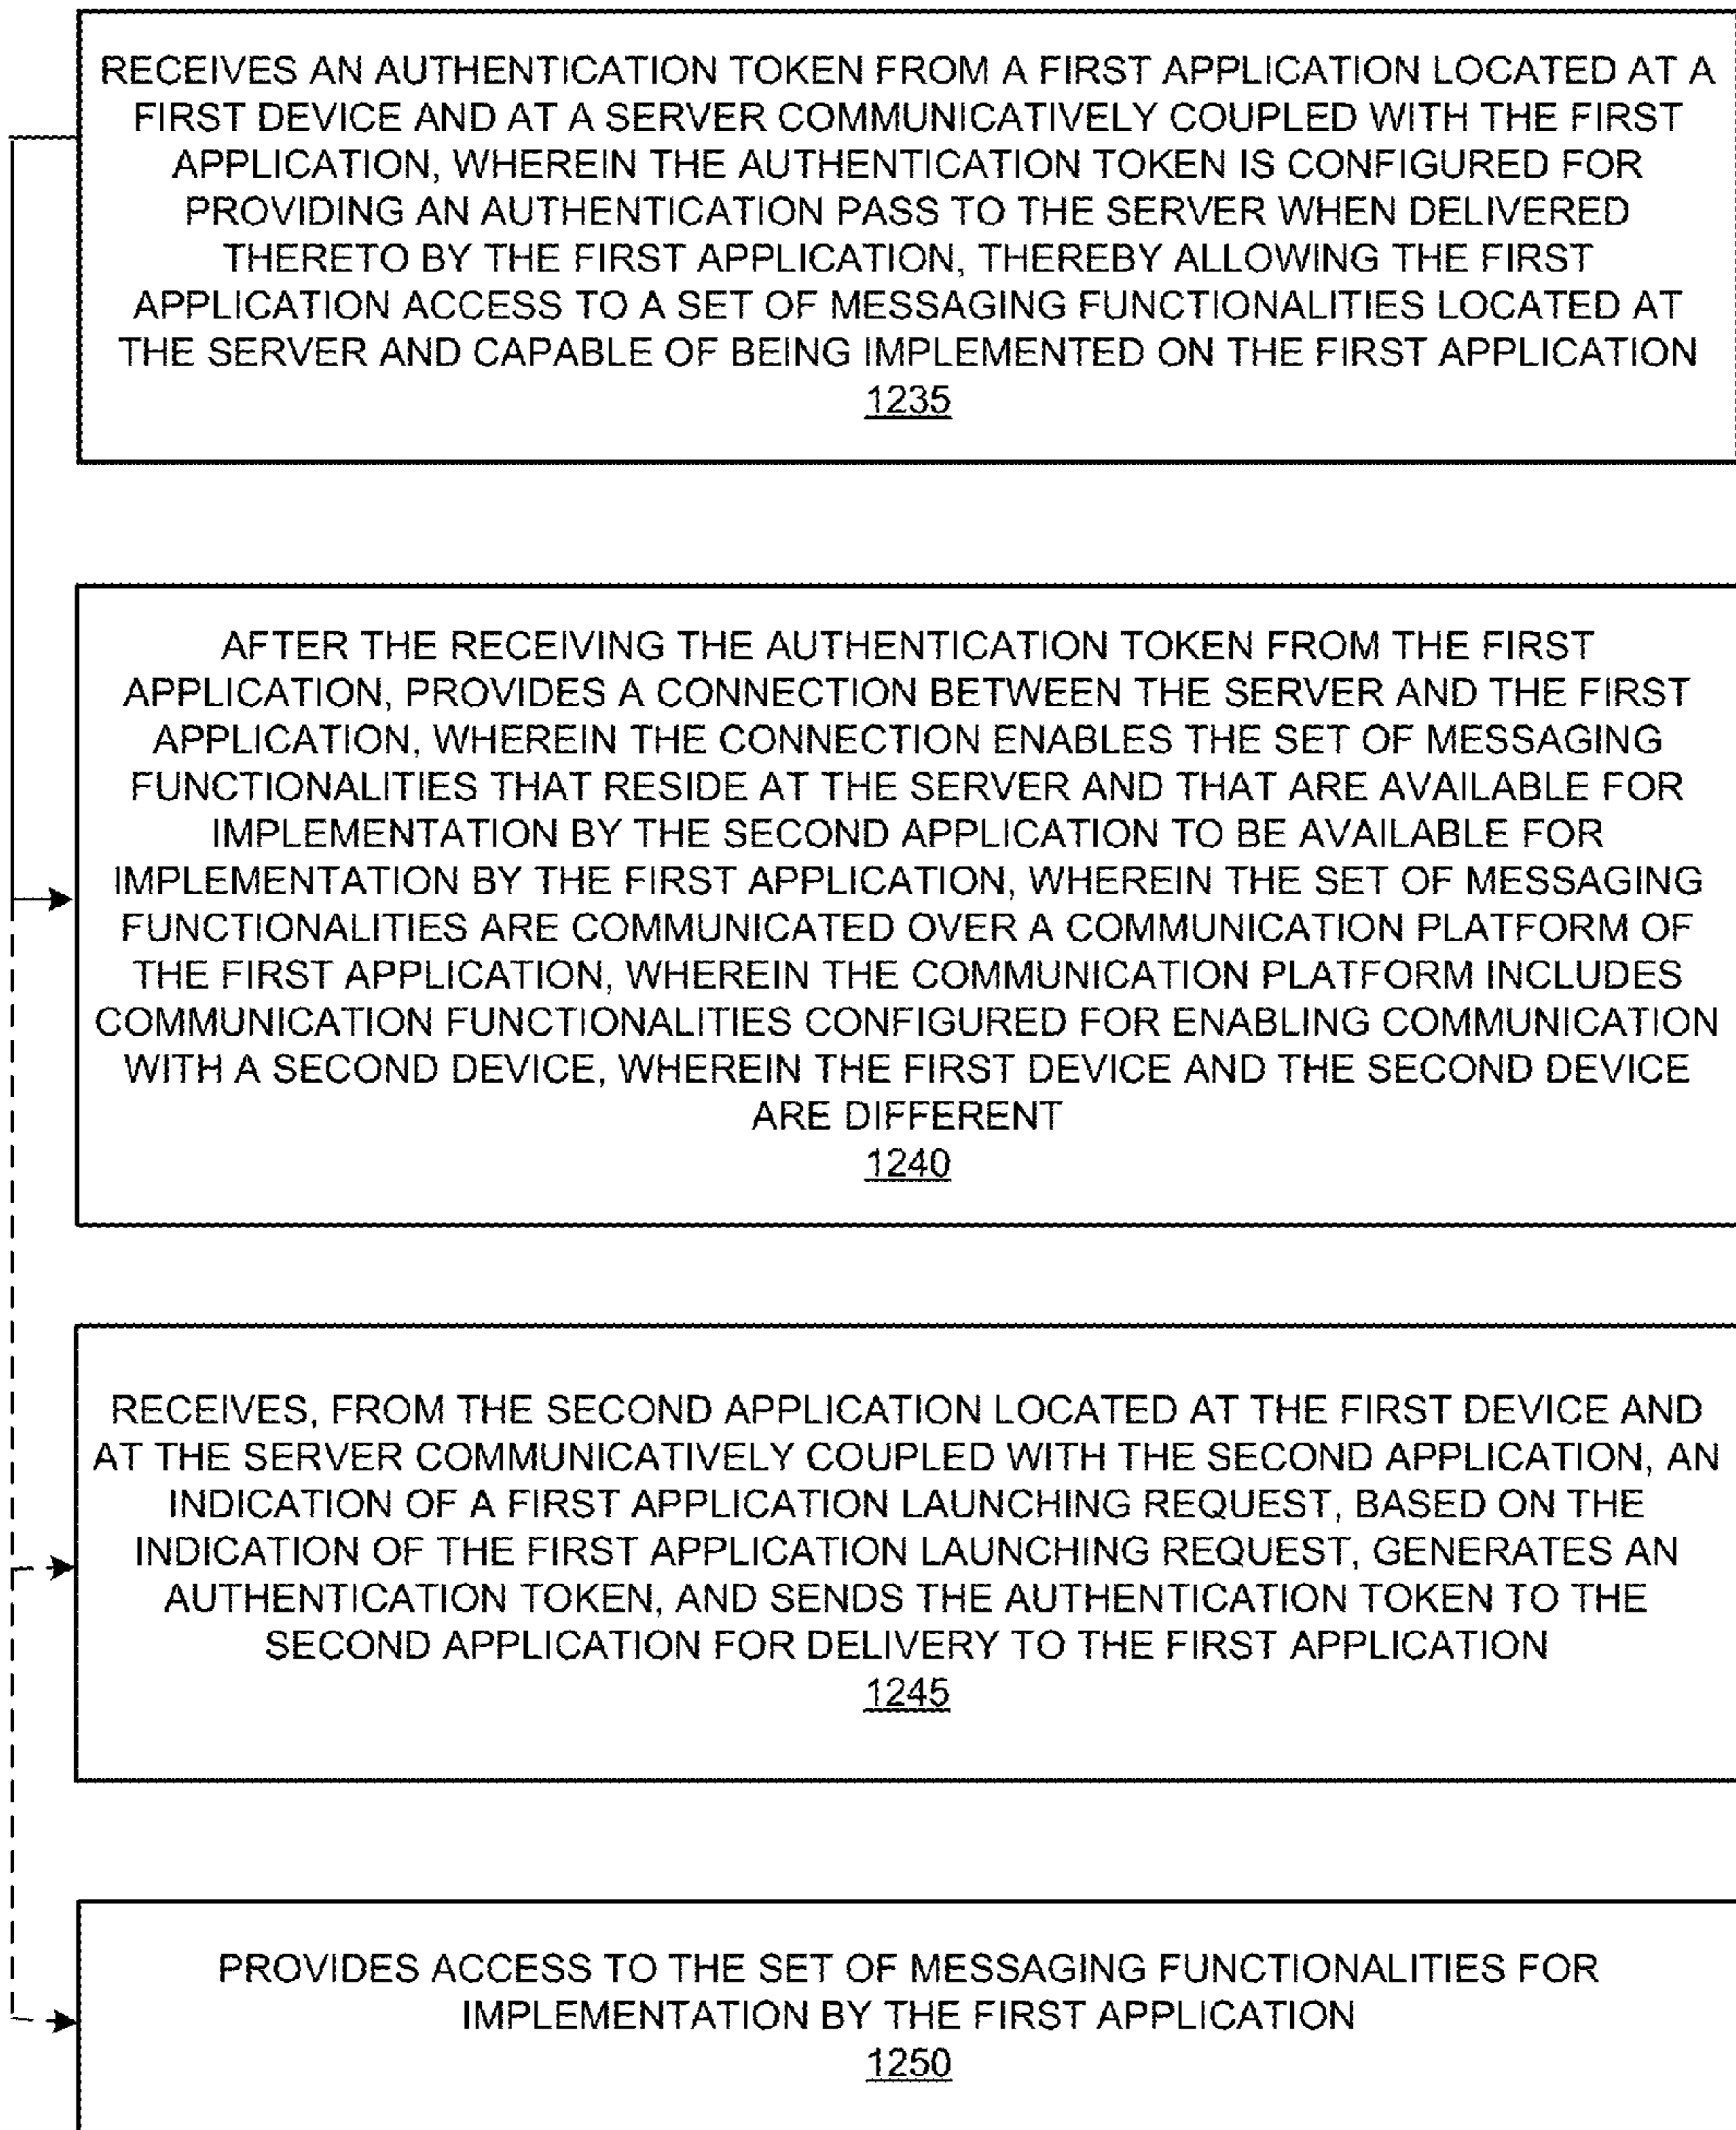 RECEIVES AN AUTHENTICATION TOKEN FROM A FIRST APPLICATION LOCATED AT A
FIRST DEVICE AND AT A SERVER COMMUNICATIVELY COUPLED WITH THE FIRST
APPLICATION, WHEREIN THE AUTHENTICATION TOKEN IS CONFIGURED FOR
PROVIDING AN AUTHENTICATION PASS TO THE SERVER WHEN DELIVERED
THERETO BY THE FIRST APPLICATION, THEREBY ALLOWING THE FIRST
APPLICATION ACCESS TO A SET OF MESSAGING FUNCTIONALITIES LOCATED AT
THE SERVER AND CAPABLE OF BEING IMPLEMENTED ON THE FIRST APPLICATION
1235
AFTER THE RECEIVING THE AUTHENTICATION TOKEN FROM THE FIRST
APPLICATION, PROVIDES A CONNECTION BETWEEN THE SERVER AND THE FIRST
APPLICATION, WHEREIN THE CONNECTION ENABLES THE SET OF MESSAGING
FUNCTIONALITIES THAT RESIDE AT THE SERVER AND THAT ARE AVAILABLE FOR
IMPLEMENTATION BY THE SECOND APPLICATION TO BE AVAILABLE FOR
IMPLEMENTATION BY THE FIRST APPLICATION, WHEREIN THE SET OF MESSAGING
FUNCTIONALITIES ARE COMMUNICATED OVER A COMMUNICATION PLATFORM OF
THE FIRST APPLICATION, WHEREIN THE COMMUNICATION PLATFORM INCLUDES
COMMUNICATION FUNCTIONALITIES CONFIGURED FOR ENABLING COMMUNICATION
WITH A SECOND DEVICE, WHEREIN THE FIRST DEVICE AND THE SECOND DEVICE
ARE DIFFERENT
1240
RECEIVES, FROM THE SECOND APPLICATION LOCATED AT THE FIRST DEVICE AND
AT THE SERVER COMMUNICATIVELY COUPLED WITH THE SECOND APPLICATION, AN
INDICATION OF A FIRST APPLICATION LAUNCHING REQUEST, BASED ON THE
INDICATION OF THE FIRST APPLICATION LAUNCHING REQUEST, GENERATES AN
AUTHENTICATION TOKEN, AND SENDS THE AUTHENTICATION TOKEN TO THE
SECOND APPLICATION FOR DELIVERY TO THE FIRST APPLICATION
1245
PROVIDES ACCESS TO THE SET OF MESSAGING FUNCTIONALITIES FOR
IMPLEMENTATION BY THE FIRST APPLICATION
1250